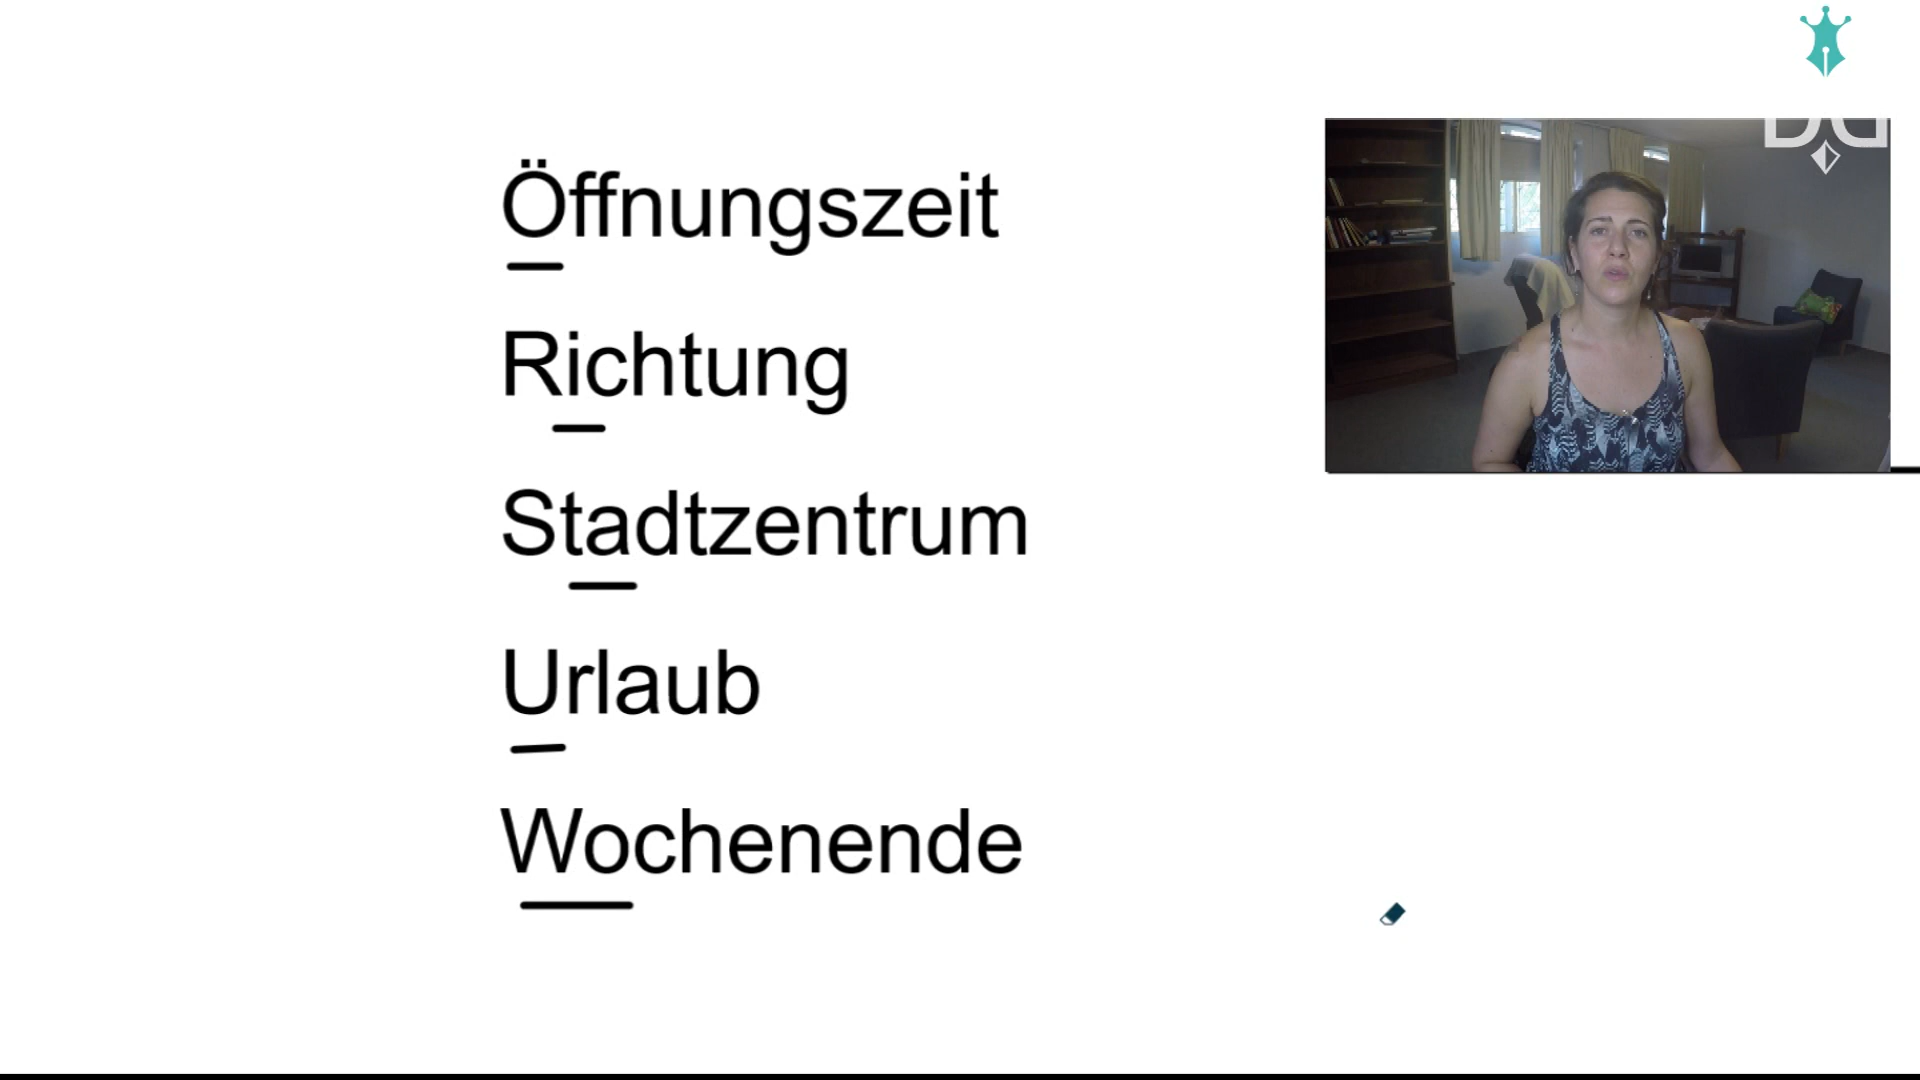 Öffnungszeit
Richtung
Stadtzentrum
Urlaub
Wochenende